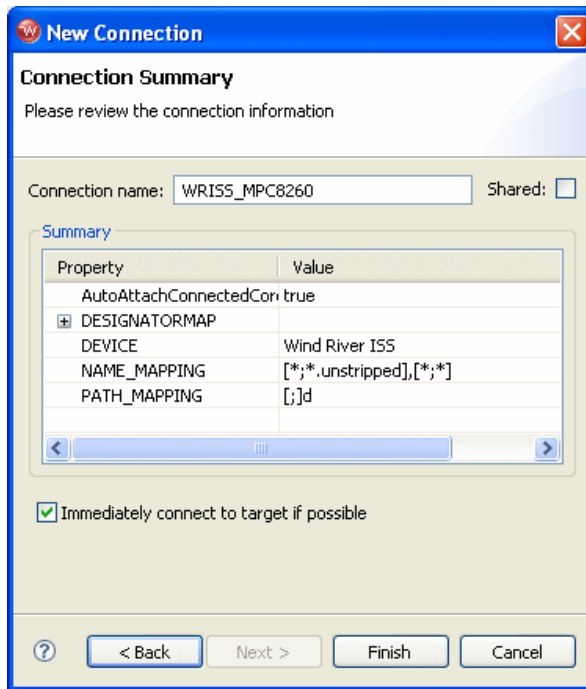 New Connection
Connection Summary
Please review the connection information
Connection name: WRISS_MPC8260 Shared:
Summary
Property Value
AutoAttachConnectedCor true
DESIGNATORMAP
DEVICE Wind River ISS
NAME_MAPPING [*;*.unstripped],[*;*]
PATH_MAPPING [;]d
Immediately connect to target if possible
? < Back Next > Finish Cancel